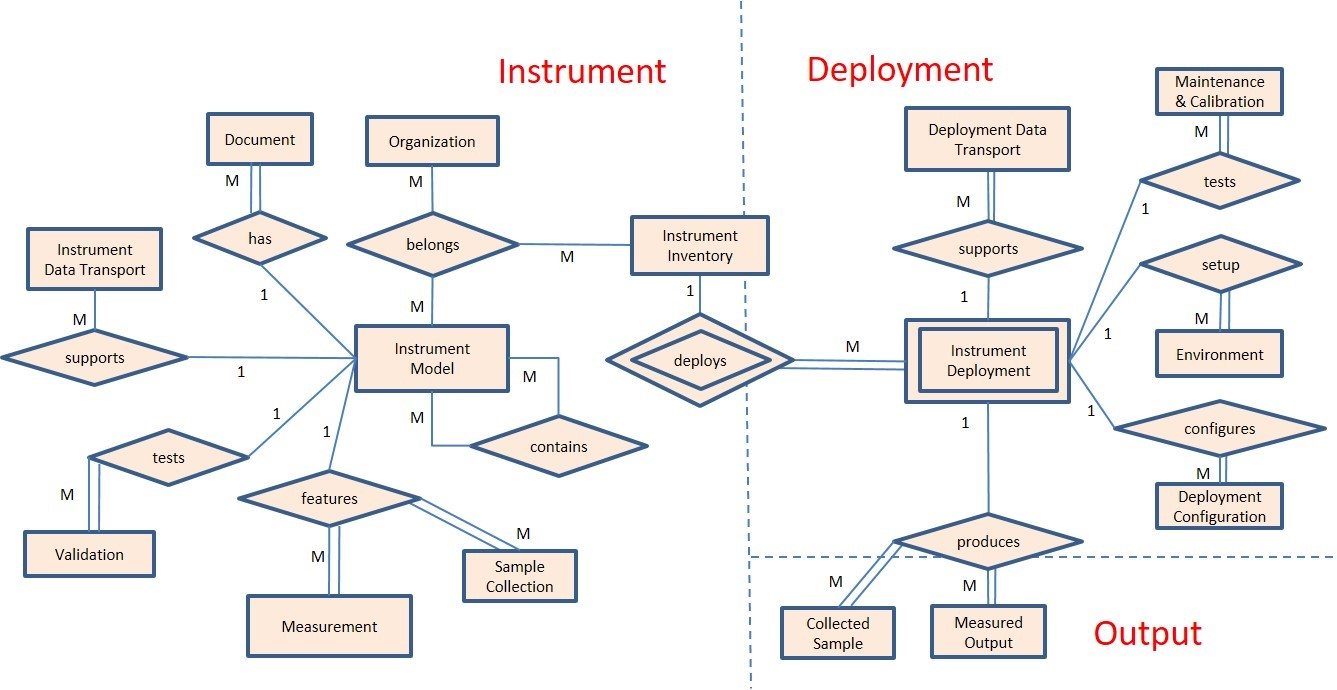 Instrument
Deployment
Maintenance
& Calibration
Document
Organization
Deployment Data
Transport
M
M
M
M
tests
has
belongs
supports
1
Instrument
Data Transport
Instrument
Inventory
M
setup
1
M
1
1
M
M
1
supports
1
Instrument
Model
M
M
deploys
M
Instrument
Deployment
Environment
1
M
1
1
1
contains
configures
tests
M
features
M
M
M
Deployment
Configuration
Validation
Sample
Collection
produces
M
M
Measurement
Collected
Sample
Measured
Output
Output